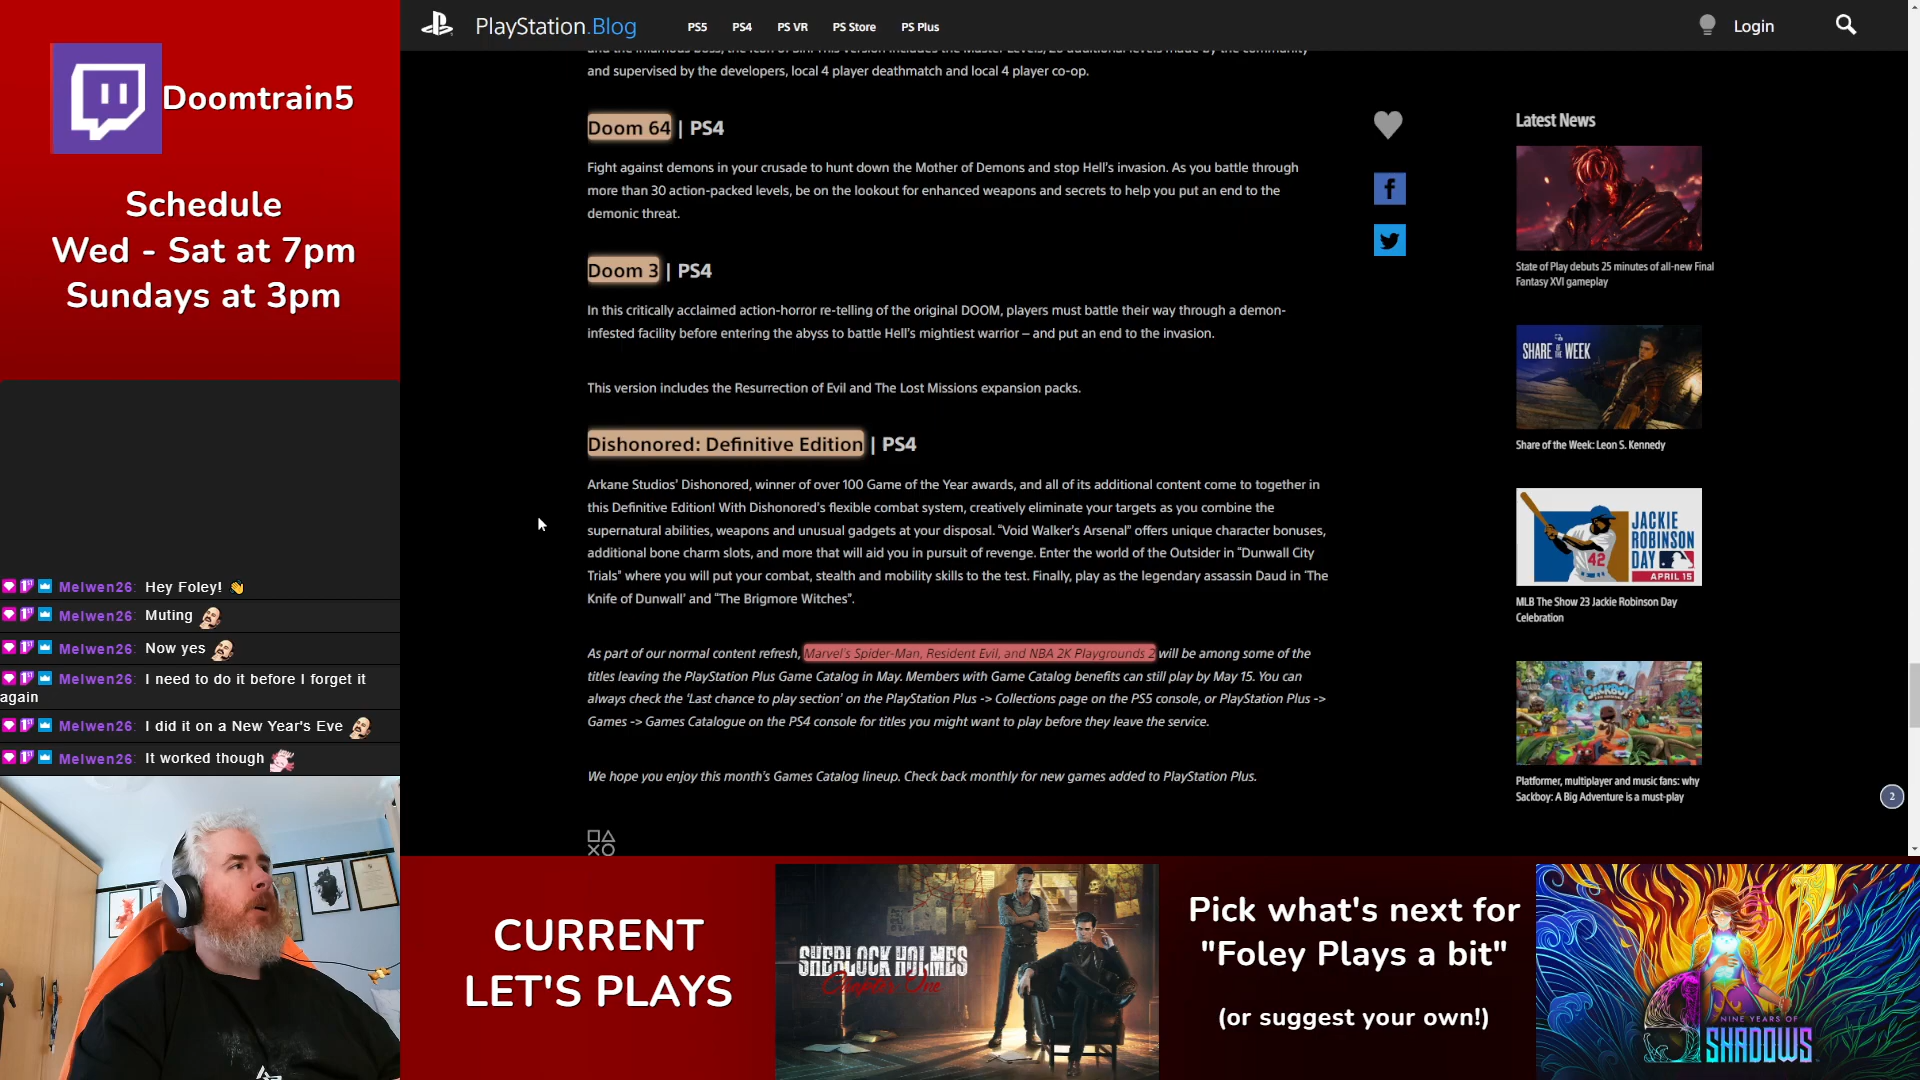 Doomtrain5
Schedule
Wed - Sat at 7pm
Sundays at 3pm
Melwen26: Hey Foley!
Melwen26: Muting
Melwen26: Now yes
Melwen26: I need to do it before I forget it
again
Melwen26: I did it on a New Year's Eve
Melwen26: It worked though
PlayStation.Blog
PS5 PS4 PS VR PS Store PS Plus
Login
and supervised by the developers, local 4 player deathmatch and local 4 player co-op.
Doom 64 | PS4
Fight against demons in your crusade to hunt down the Mother of Demons and stop Hell's invasion. As you battle through
more than 30 action-packed levels, be on the lookout for enhanced weapons and secrets to help you put an end to the
demonic threat.
Doom 3 | PS4
In this critically acclaimed action-horror re-telling of the original DOOM, players must battle their way through a demon-
infested facility before entering the abyss to battle Hell's mightiest warrior – and put an end to the invasion.
This version includes the Resurrection of Evil and The Lost Missions expansion packs.
Dishonored: Definitive Edition | PS4
Arkane Studios' Dishonored, winner of over 100 Game of the Year awards, and all of its additional content come to together in
this Definitive Edition! With Dishonored's flexible combat system, creatively eliminate your targets as you combine the
supernatural abilities, weapons and unusual gadgets at your disposal. "Void Walker's Arsenal" offers unique character bonuses,
additional bone charm slots, and more that will aid you in pursuit of revenge. Enter the world of the Outsider in "Dunwall City
Trials" where you will put your combat, stealth and mobility skills to the test. Finally, play as the legendary assassin Daud in 'The
Knife of Dunwall' and "The Brigmore Witches".
As part of our normal content refresh, Marvel's Spider-Man, Resident Evil, and NBA 2K Playgrounds 2 will be among some of the
titles leaving the PlayStation Plus Game Catalog in May. Members with Game Catalog benefits can still play by May 15. You can
always check the 'Last chance to play section' on the PlayStation Plus -> Collections page on the PS5 console, or PlayStation Plus ->
Games -> Games Catalogue on the PS4 console for titles you might want to play before they leave the service.
We hope you enjoy this month's Games Catalog lineup. Check back monthly for new games added to PlayStation Plus.
Latest News
State of Play debuts 25 minutes of all-new Final
Fantasy XVI gameplay
SHARE OF THE WEEK
Share of the Week: Leon S. Kennedy
JACKIE
ROBINSON
DAY
42
APRIL 15
MLB The Show 23 Jackie Robinson Day
Celebration
SACKBOY
Platformer, multiplayer and music fans: why
Sackboy: A Big Adventure is a must-play
2
CURRENT
LET'S PLAYS
SHERLOCK HOLMES
Chapter One
Pick what's next for
"Foley Plays a bit"
(or suggest your own!)
NINE YEARS OF
SHADOWS